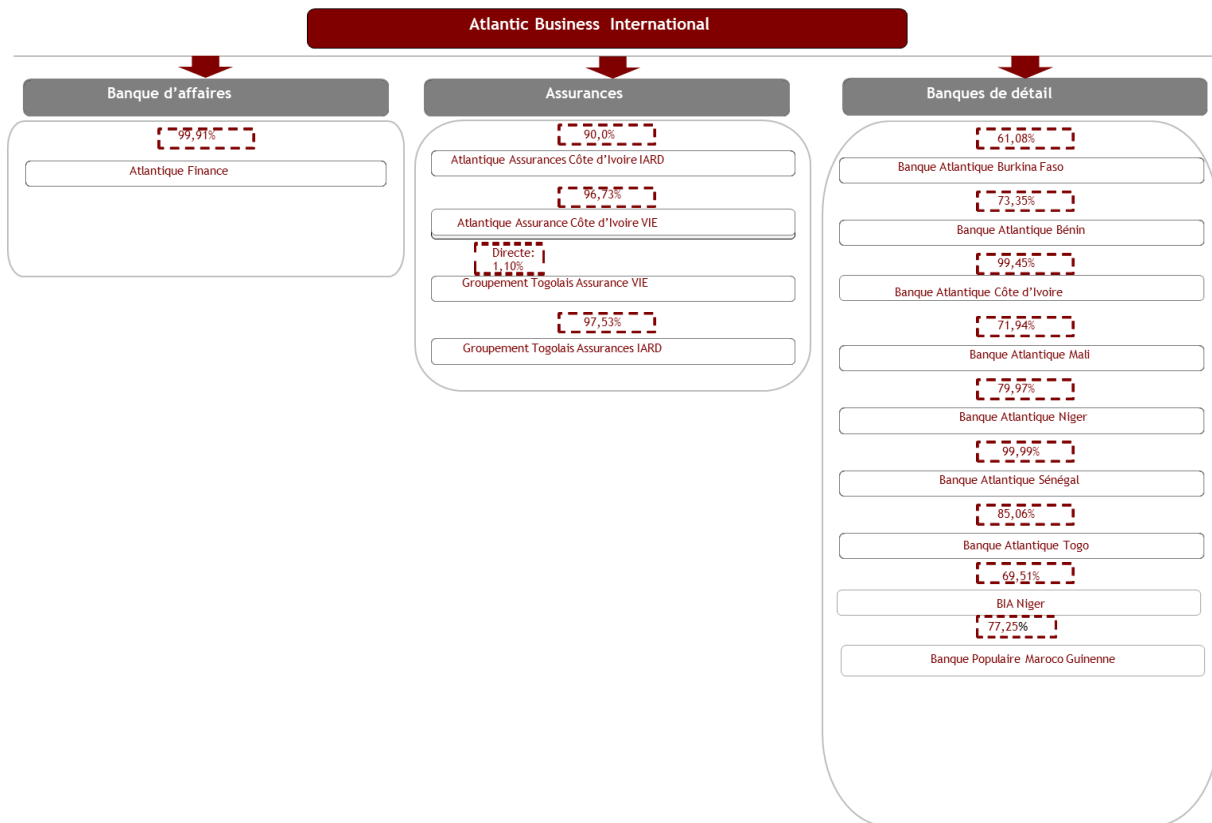 Atlantic Business International
Banque d’affaires
99,91%
Atlantique Finance
Assurances
90,0%
Atlantique Assurances Côte d’Ivoire IARD
96,73%
Atlantique Assurance Côte d’Ivoire VIE
Directe:
1,10%
Groupement Togolais Assurance VIE
97,53%
Groupement Togolais Assurances IARD
Banques de détail
61,08%
Banque Atlantique Burkina Faso
73,35%
Banque Atlantique Bénin
99,45%
Banque Atlantique Côte d’Ivoire
71,94%
Banque Atlantique Mali
79,97%
Banque Atlantique Niger
99,99%
Banque Atlantique Sénégal
85,06%
Banque Atlantique Togo
69,51%
BIA Niger
77,25%
Banque Populaire Maroco Guinenne